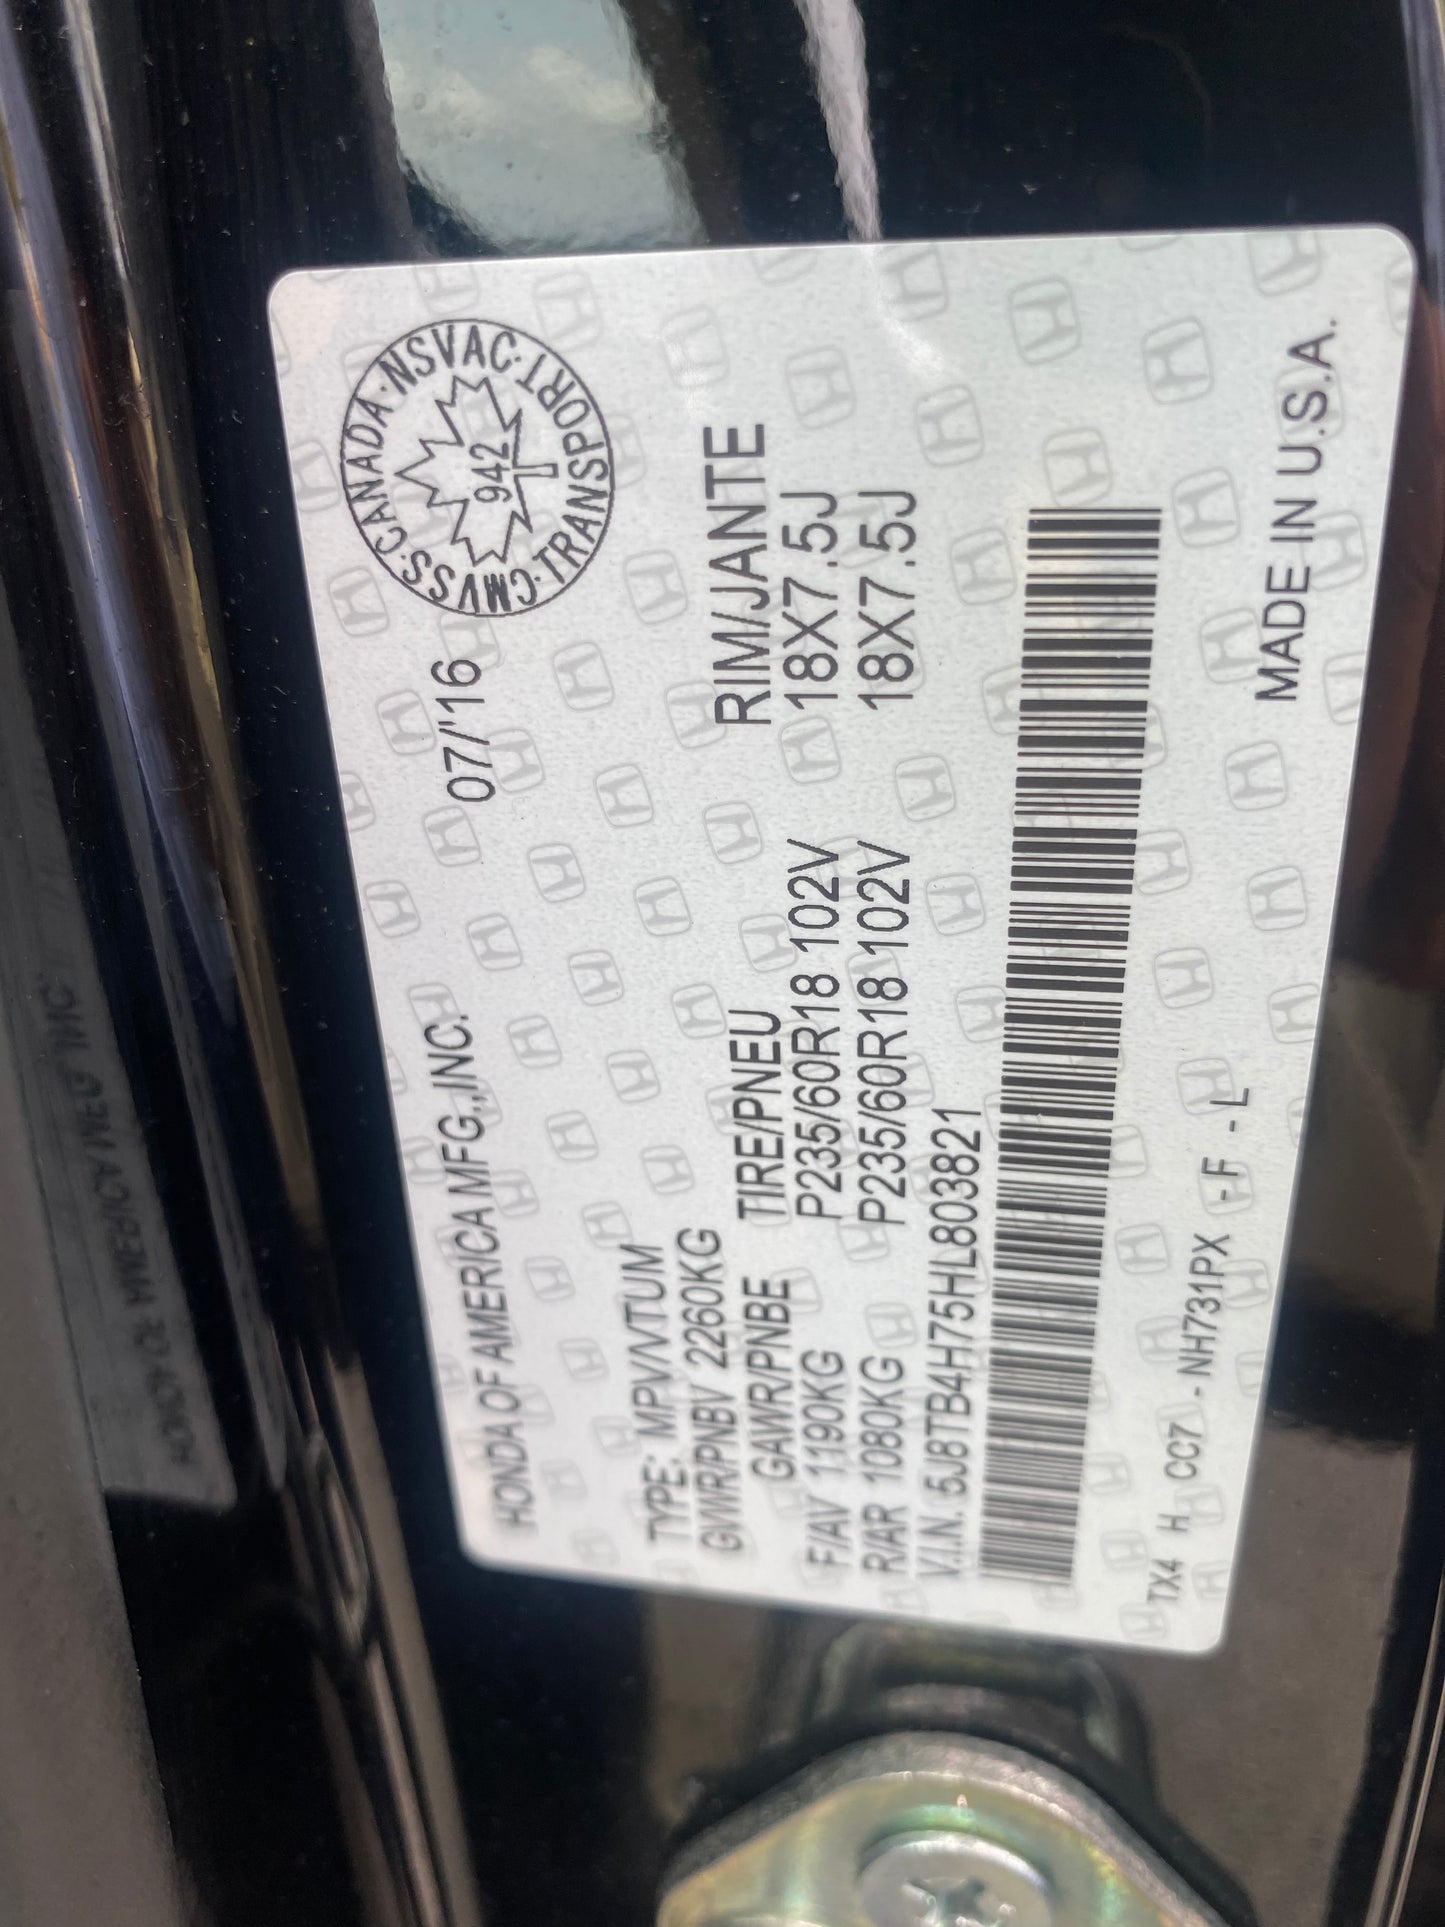 HONDA OF AMERICA MFG.,INC. 07/'16
CMVSS·CANADA·NSVAC·TRANSPORT·
942
TYPE: MPV/VTUM
GVWR/PNBV 2260KG
GAWR/PNBE TIRE/PNEU RIM/JANTE
F/AV 1190KG P235/60R18 102V 18X7.5J
R/AR 1080KG P235/60R18 102V 18X7.5J
V.I.N. 5J8TB4H75HL803821
TX4 H CC7 - NH731PX - F - L MADE IN U.S.A.